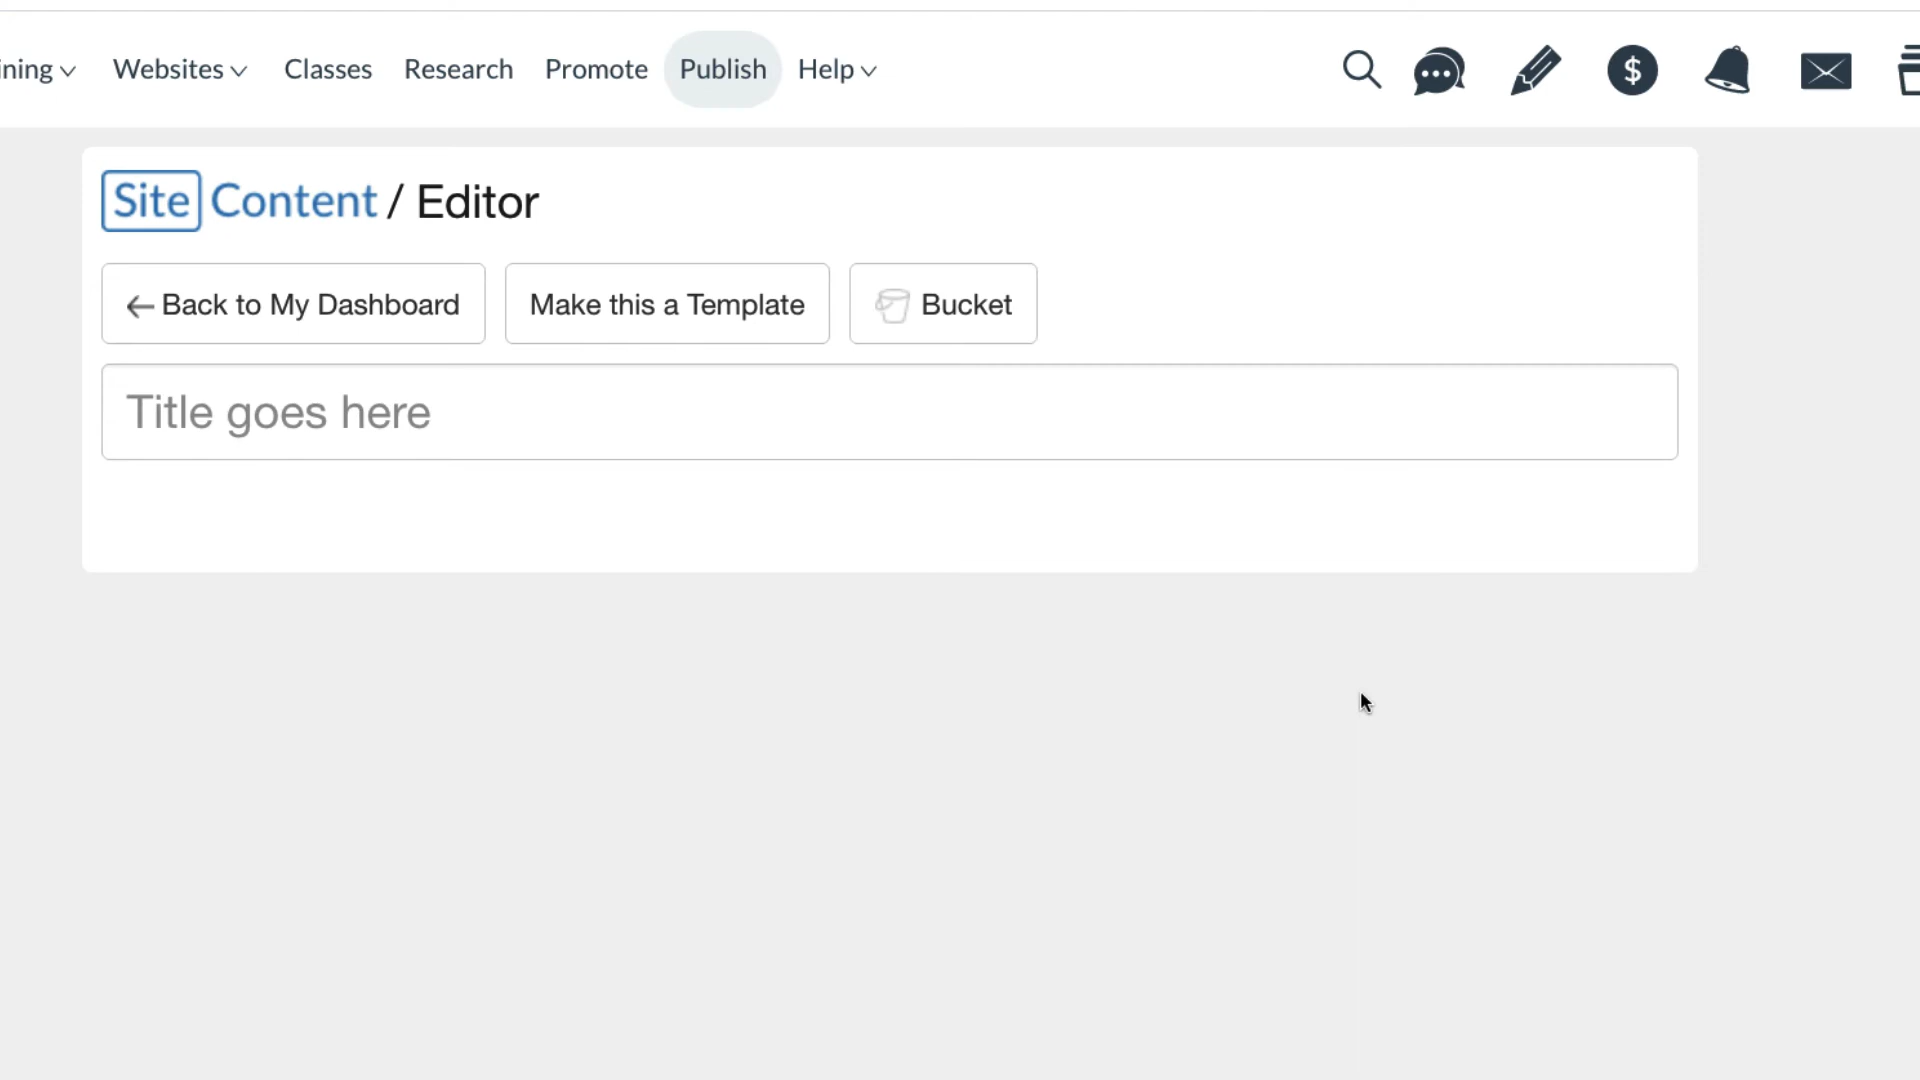 ining Websites Classes Research Promote Publish Help $
Site Content / Editor
← Back to My Dashboard Make this a Template Bucket
Title goes here